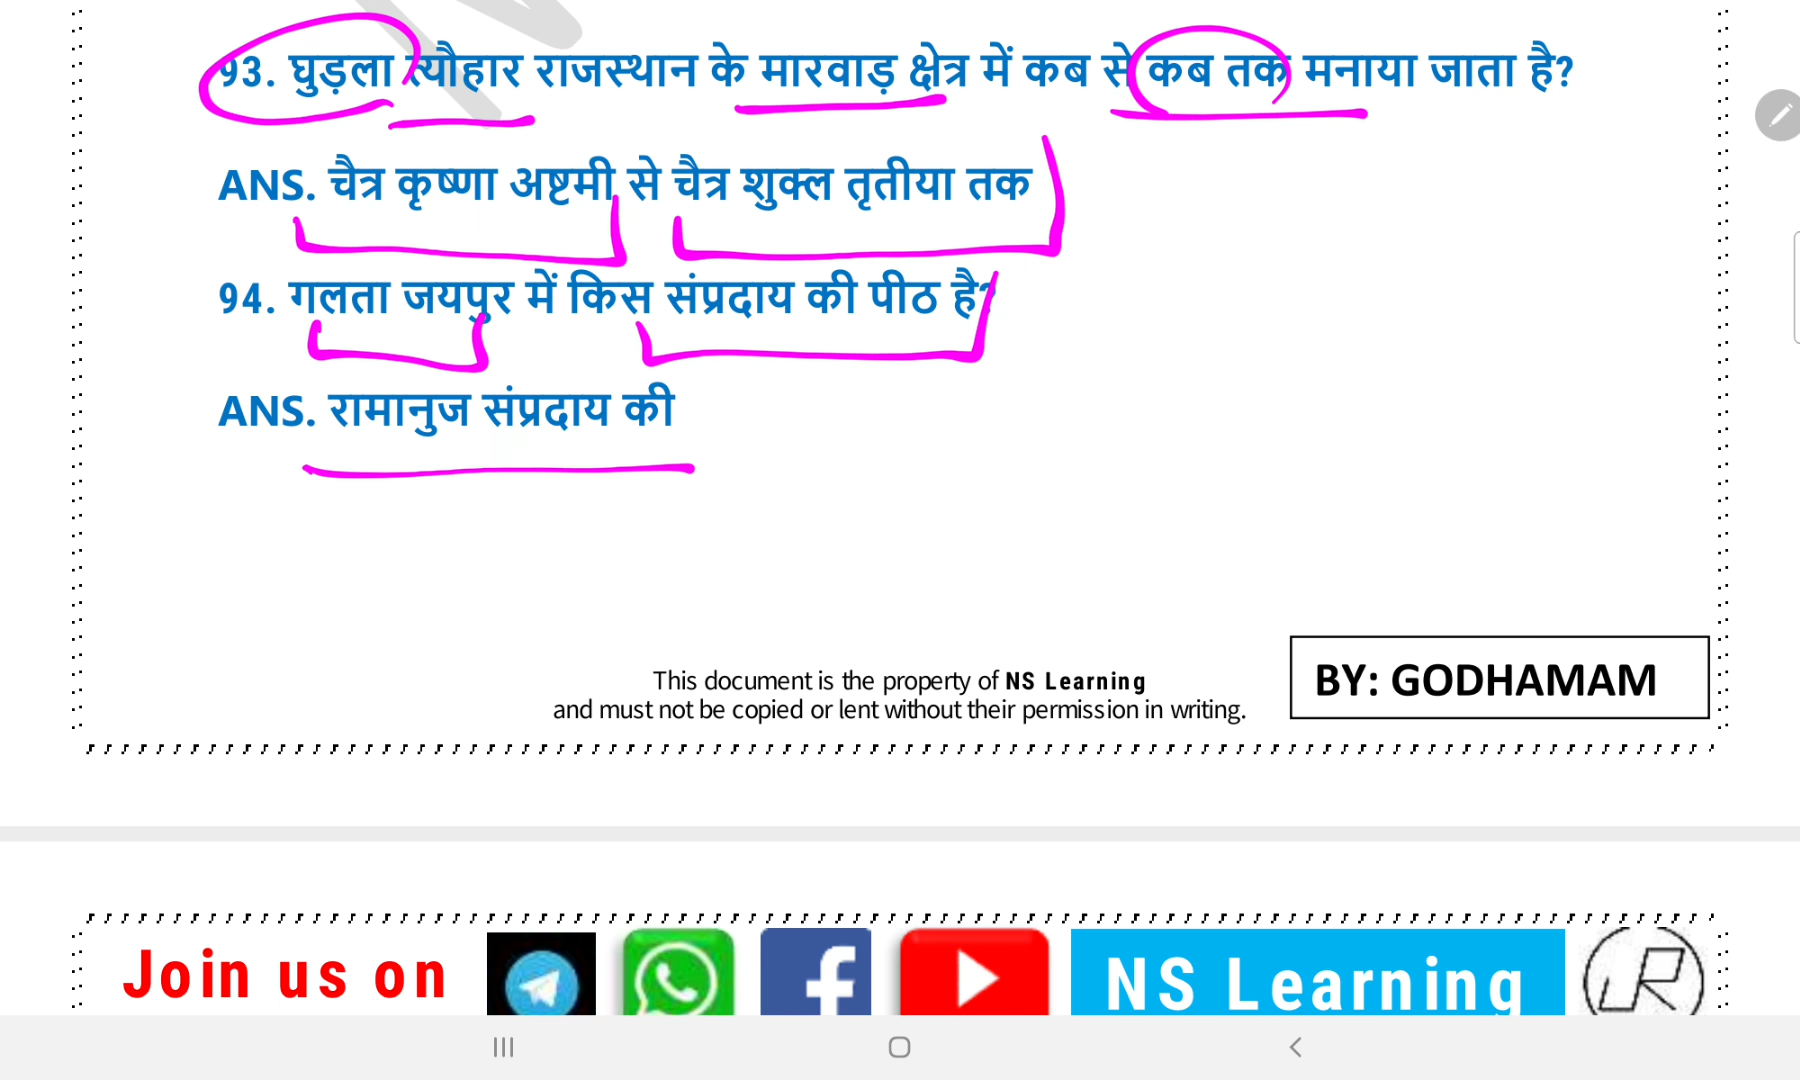 93. घुड़ला त्यौहार राजस्थान के मारवाड़ क्षेत्र में कब से कब तक मनाया जाता है?
ANS. चैत्र कृष्णा अष्टमी से चैत्र शुक्ल तृतीया तक
94. गलता जयपुर में किस संप्रदाय की पीठ है?
ANS. रामानुज संप्रदाय की
This document is the property of NS Learning
and must not be copied or lent without their permission in writing.
BY: GODHAMAM
Join us on
NS Learning